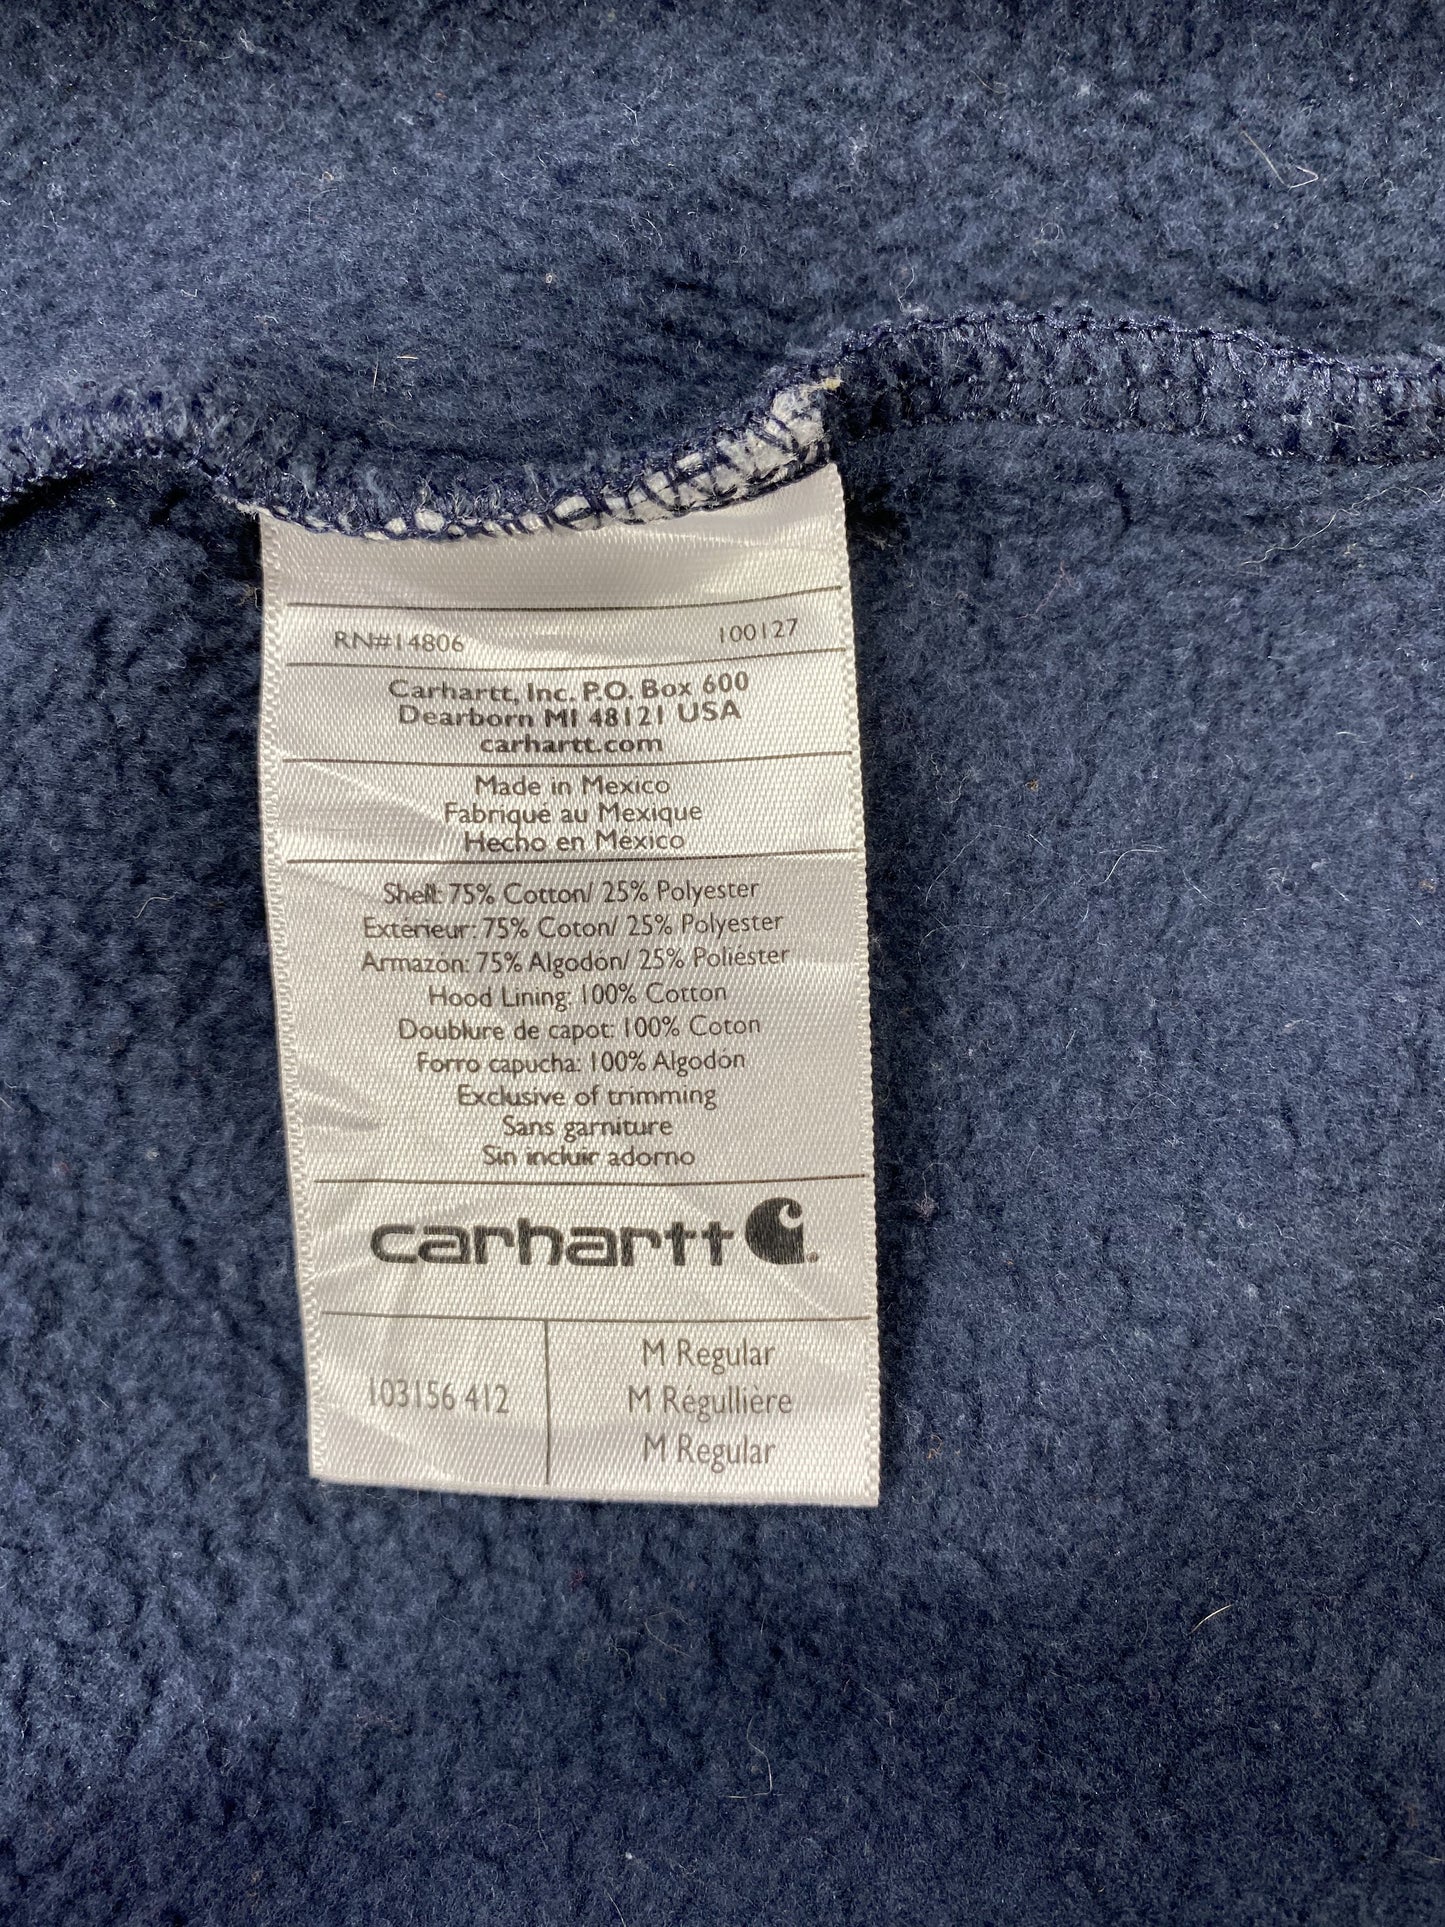 RN#14806 100127
Carhartt, Inc. P.O. Box 600
Dearborn MI 48121 USA
carhartt.com
Made in Mexico
Fabriqué au Mexique
Hecho en México
Shell: 75% Cotton/ 25% Polyester
Extérieur: 75% Coton/ 25% Polyester
Armazón: 75% Algodón/ 25% Poliéster
Hood Lining: 100% Cotton
Doublure de capot: 100% Coton
Forro capucha: 100% Algodón
Exclusive of trimming
Sans garniture
Sin incluir adorno
carhartt
103156 412
M Regular
M Régullière
M Regular